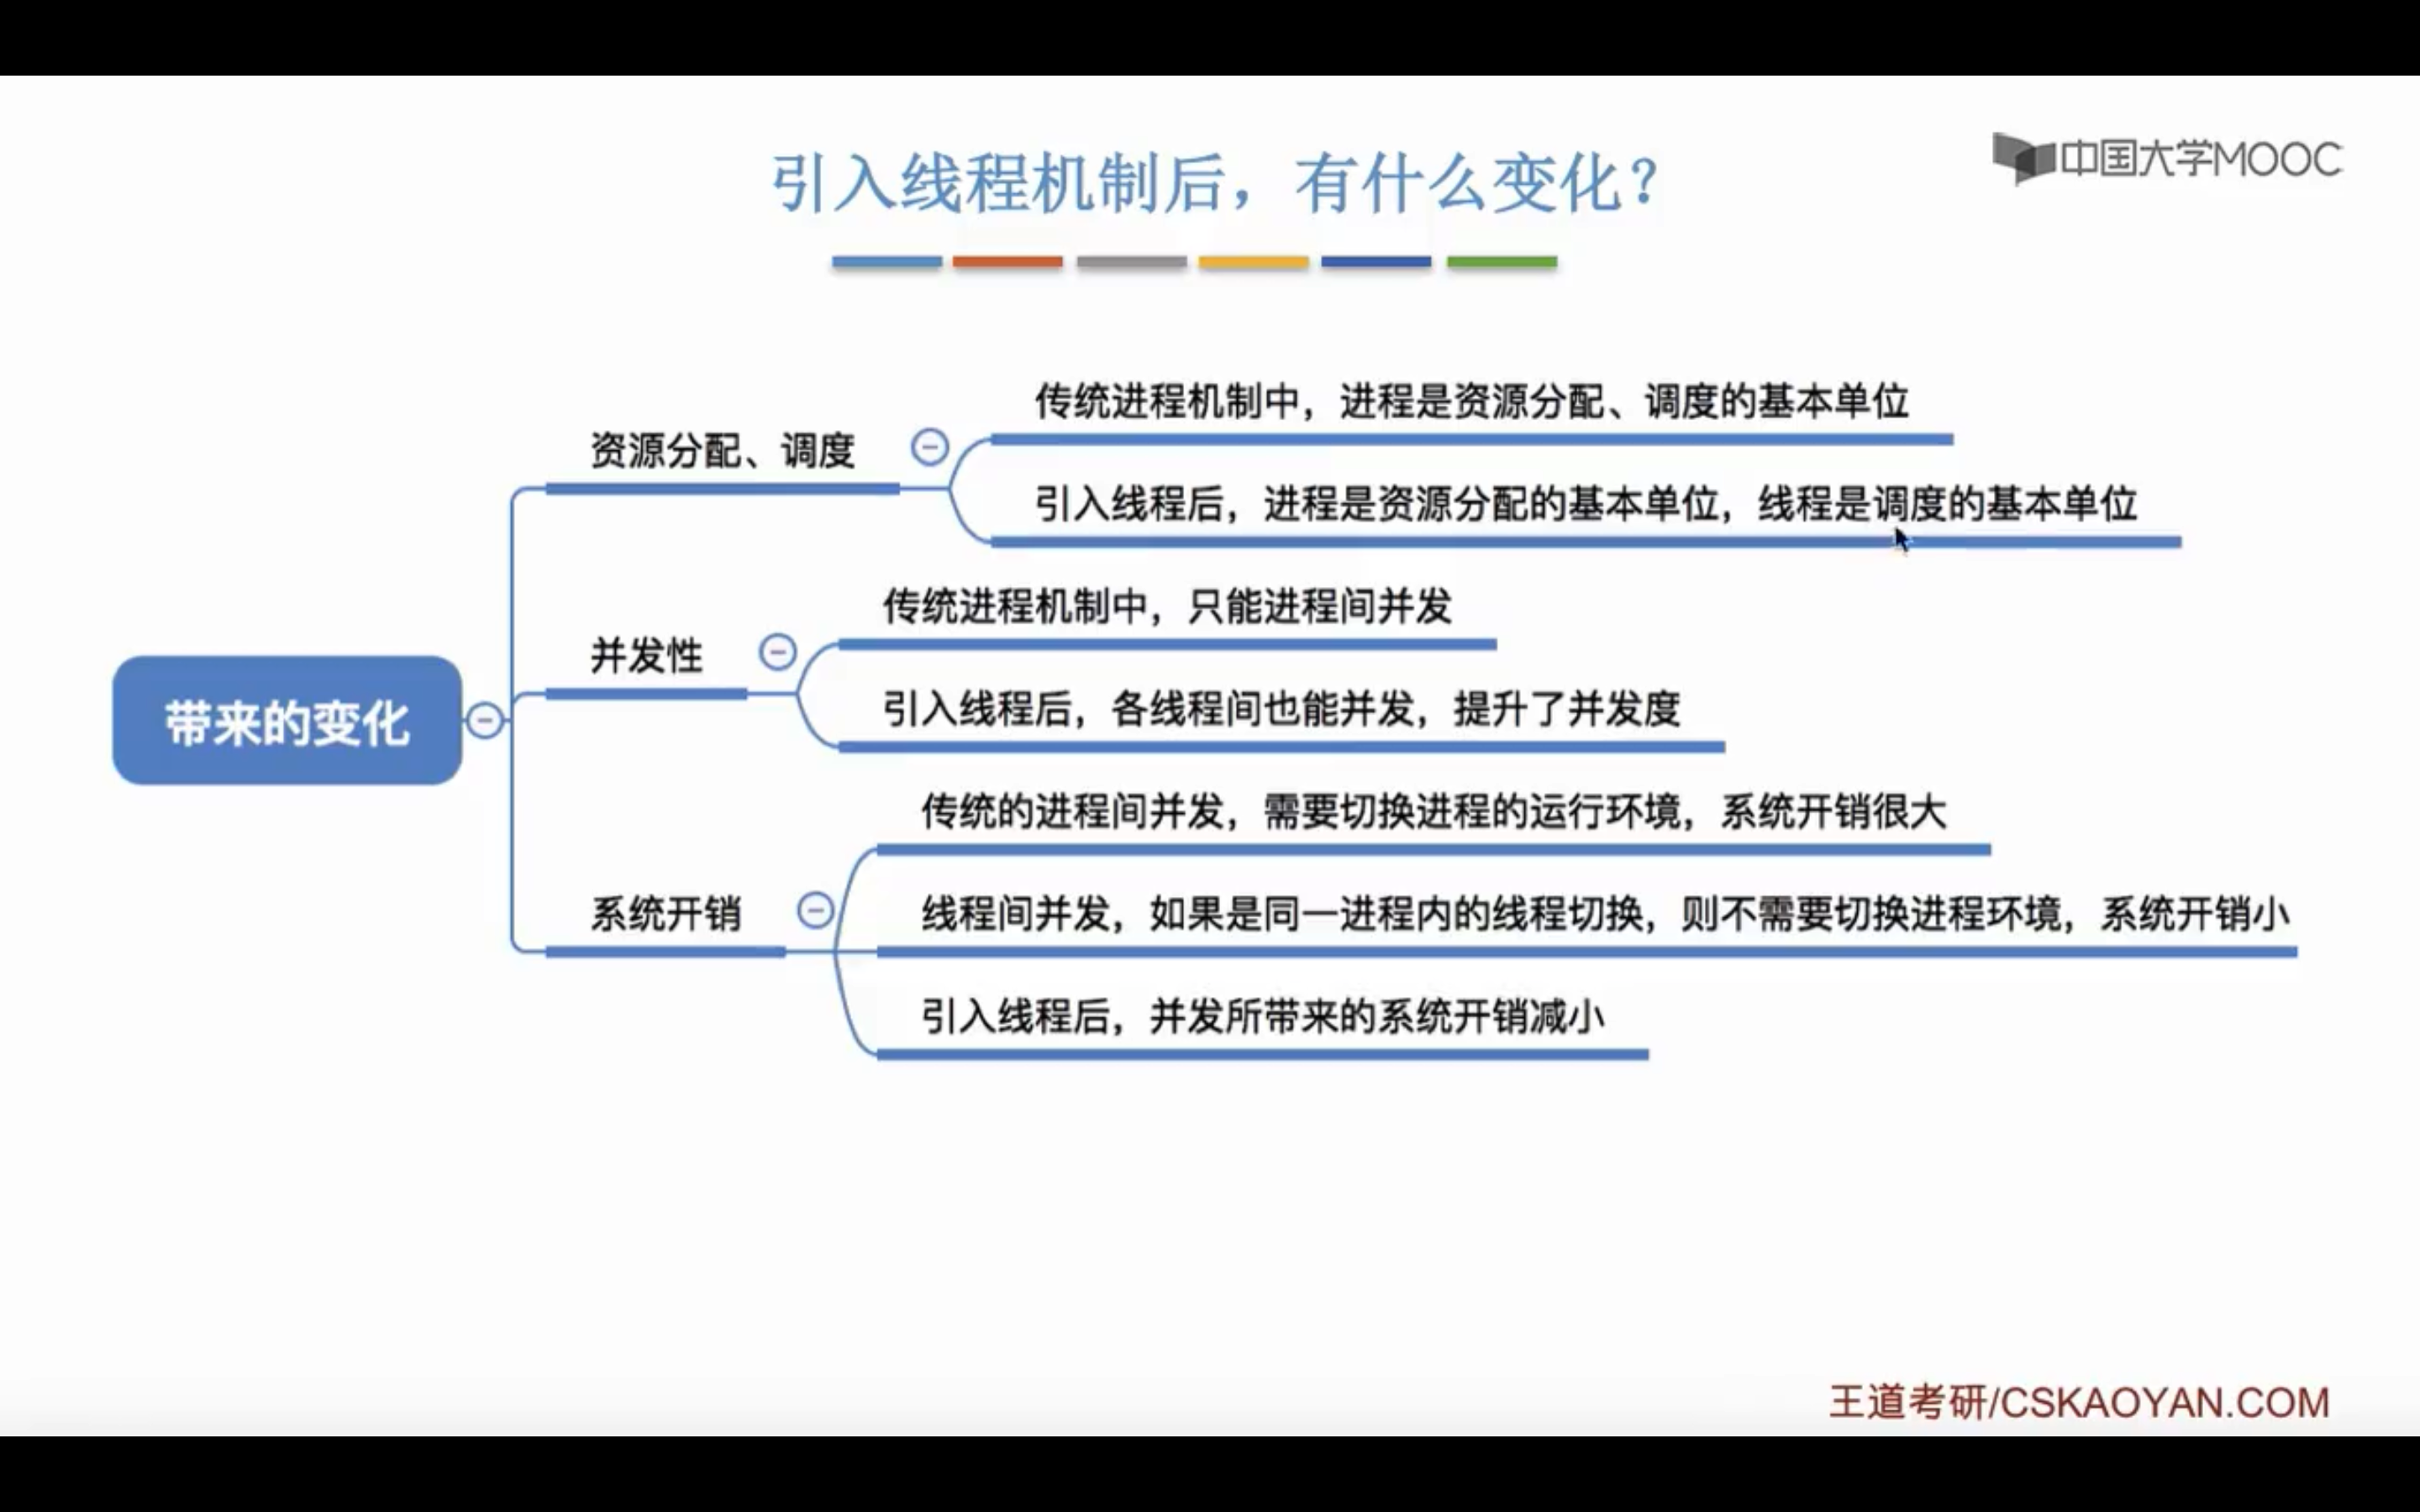 引入线程机制后，有什么变化？
中国大学MOOC
带来的变化
资源分配、调度
传统进程机制中，进程是资源分配、调度的基本单位
引入线程后，进程是资源分配的基本单位，线程是调度的基本单位
并发性
传统进程机制中，只能进程间并发
引入线程后，各线程间也能并发，提升了并发度
系统开销
传统的进程间并发，需要切换进程的运行环境，系统开销很大
线程间并发，如果是同一进程内的线程切换，则不需要切换进程环境，系统开销小
引入线程后，并发所带来的系统开销减小
王道考研/CSKAOYAN.COM